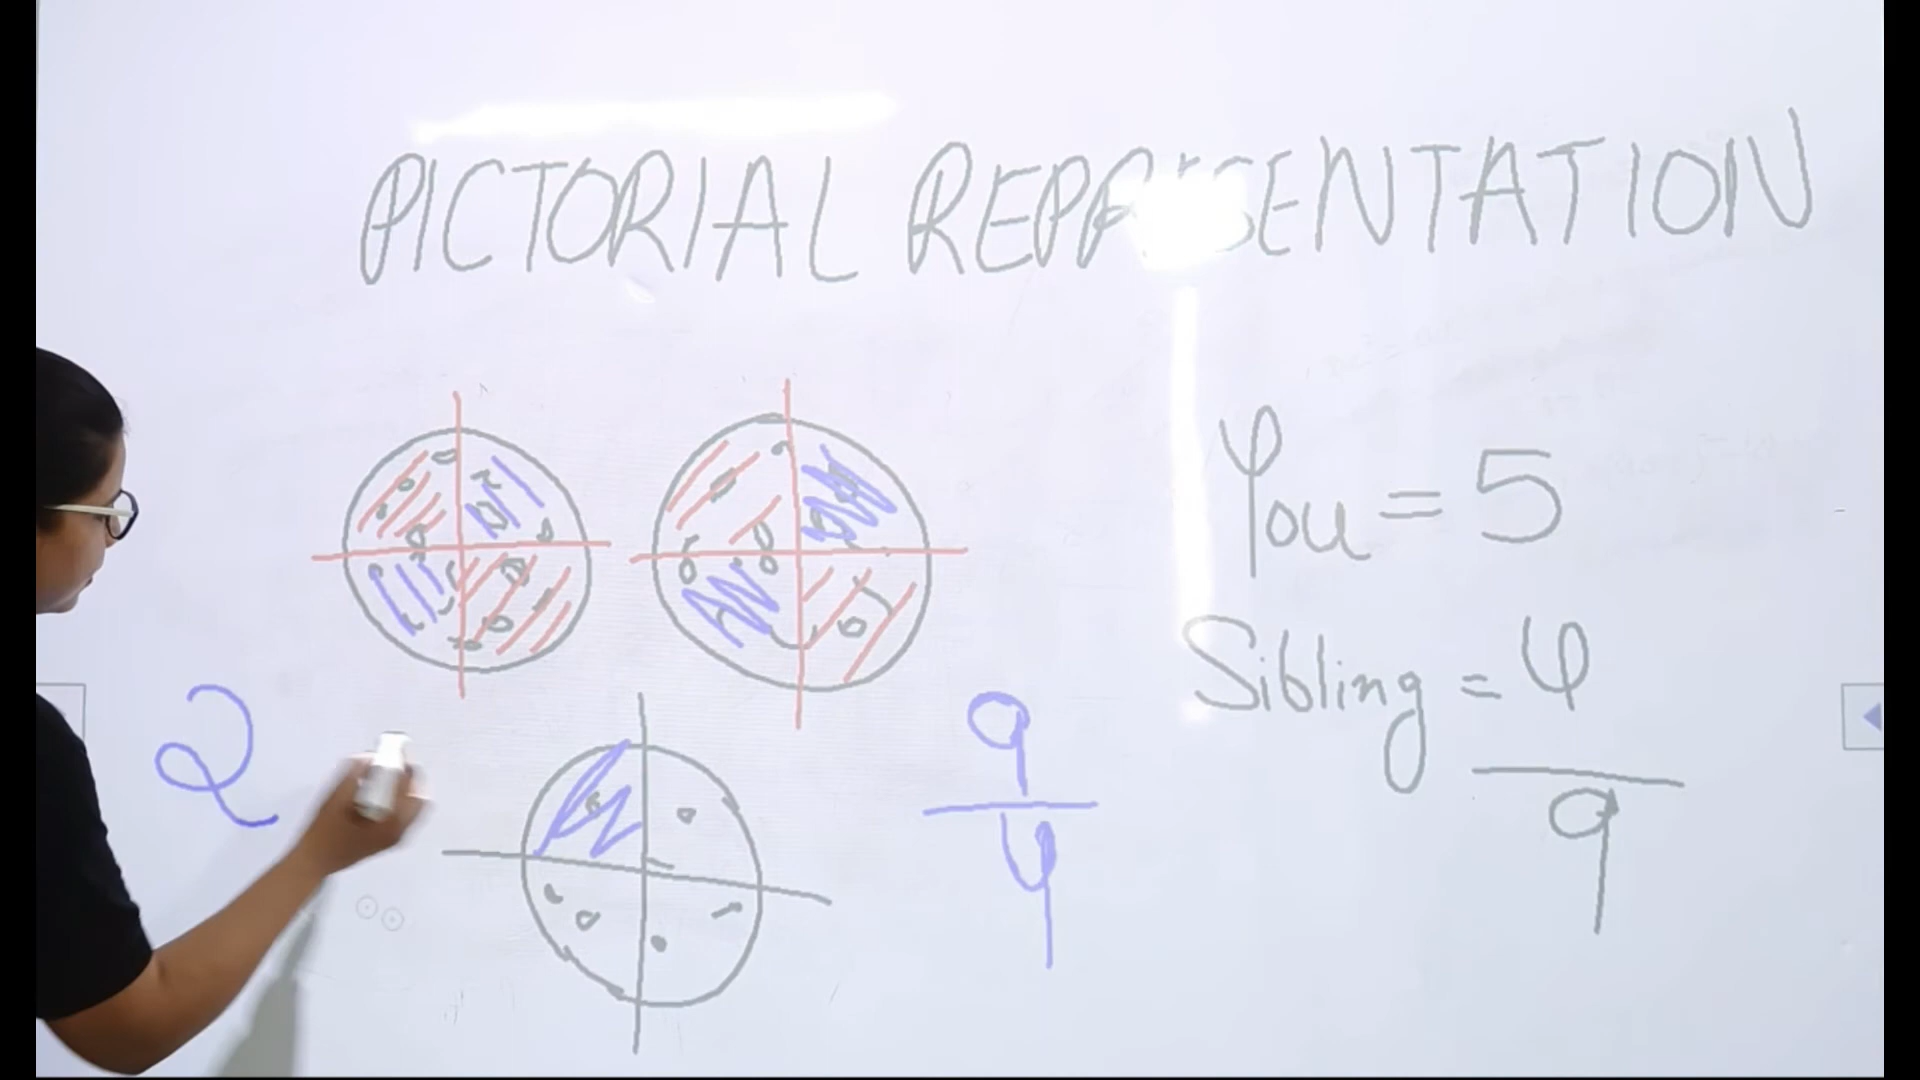 PICTORIAL REPRESENTATION
You = 5
Sibling = 4
9
2
9
4